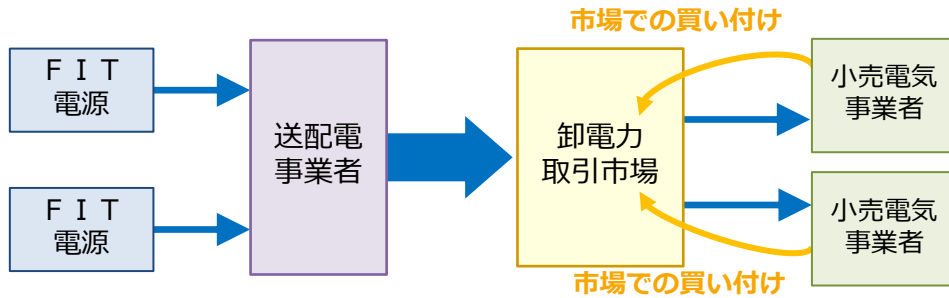 市場での買い付け
ＦＩＴ
電源
ＦＩＴ
電源
送配電
事業者
卸電力
取引市場
小売電気
事業者
小売電気
事業者
市場での買い付け